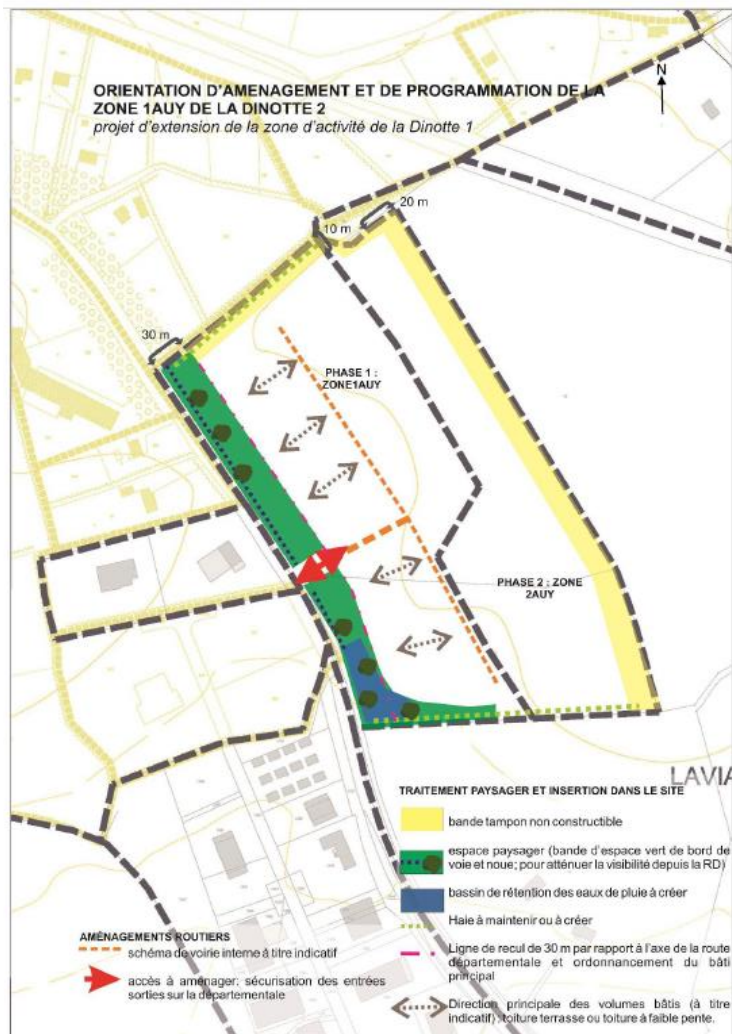 ORIENTATION D'AMENAGEMENT ET DE PROGRAMMATION DE LA
ZONE 1AUY DE LA DINOTTE 2
projet d'extension de la zone d'activité de la Dinotte 1
N
20 m
10 m
30 m
PHASE 1 :
ZONE1AUY
PHASE 2 : ZONE
2AUY
LAVIA
TRAITEMENT PAYSAGER ET INSERTION DANS LE SITE
bande tampon non constructible
espace paysager (bande d'espace vert de bord de
voie et noue; pour atténuer la visibilité depuis la RD)
bassin de rétention des eaux de pluie à créer
Haie à maintenir ou à créer
Ligne de recul de 30 m par rapport à l'axe de la route
départementale et ordonnancement du bâti
principal
Direction principale des volumes bâtis (à titre
indicatif) ; toiture terrasse ou toiture à faible pente.
AMÉNAGEMENTS ROUTIERS
schéma de voirie interne à titre indicatif
accès à aménager: sécurisation des entrées
sorties sur la départementale